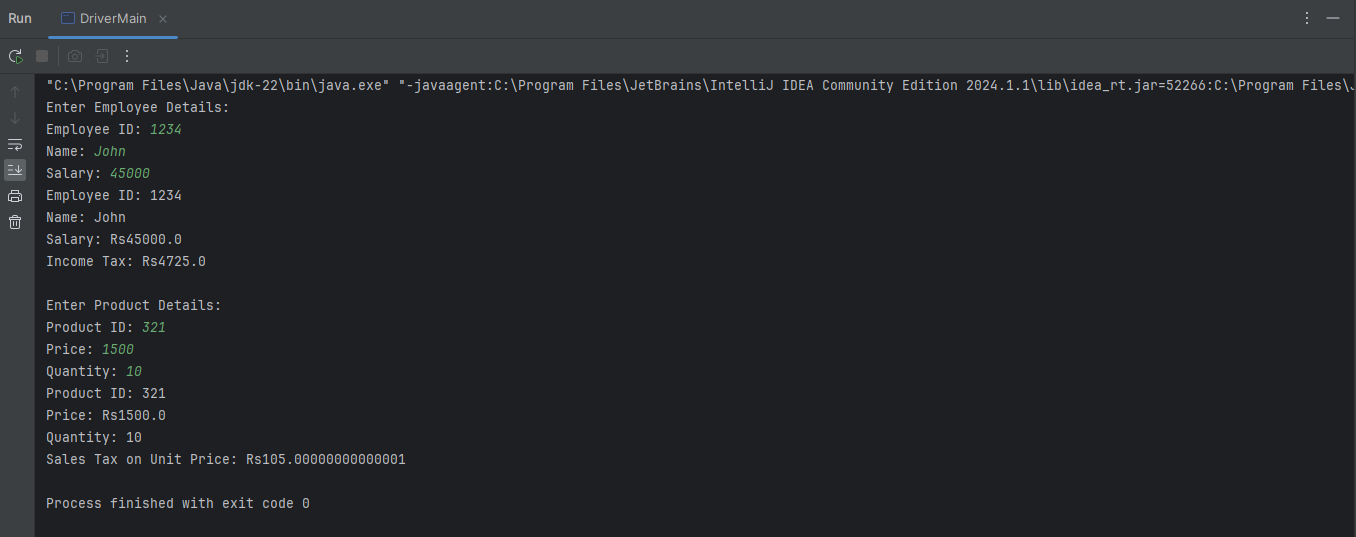 Run DriverMain
"C:\Program Files\Java\jdk-22\bin\java.exe" "-javaagent:C:\Program Files\JetBrains\IntelliJ IDEA Community Edition 2024.1.1\lib\idea_rt.jar=52266:C:\Program Files\J
Enter Employee Details:
Employee ID: 1234
Name: John
Salary: 45000
Employee ID: 1234
Name: John
Salary: Rs45000.0
Income Tax: Rs4725.0
Enter Product Details:
Product ID: 321
Price: 1500
Quantity: 10
Product ID: 321
Price: Rs1500.0
Quantity: 10
Sales Tax on Unit Price: Rs105.00000000000001
Process finished with exit code 0